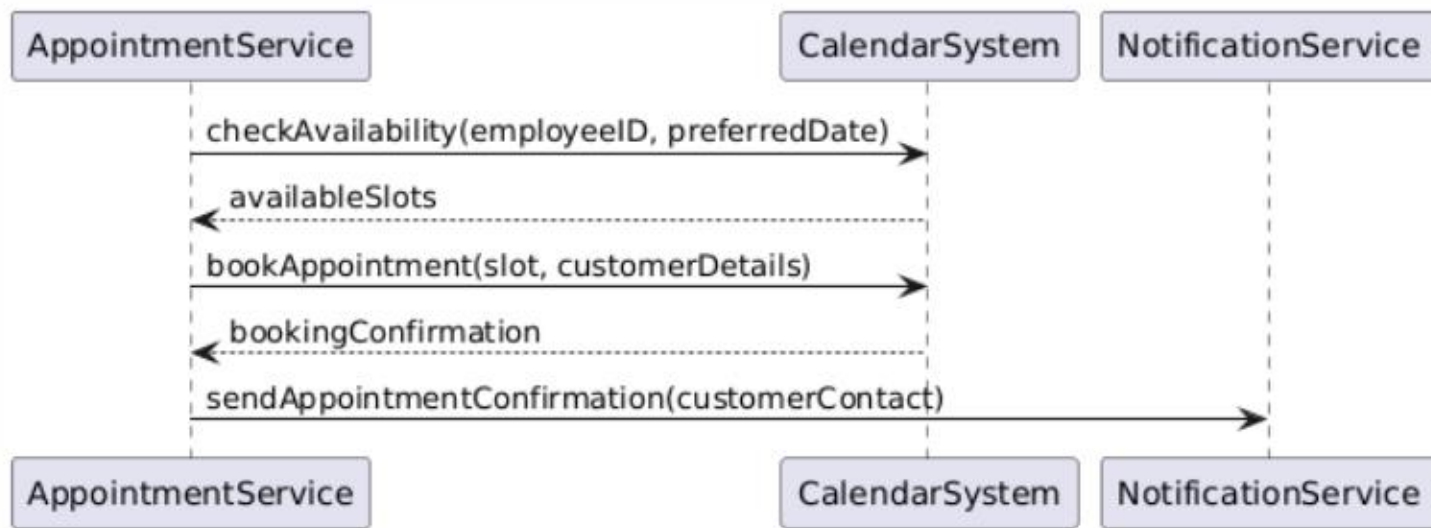 AppointmentService CalendarSystem NotificationService
checkAvailability(employeeID, preferredDate)
availableSlots
bookAppointment(slot, customerDetails)
bookingConfirmation
sendAppointmentConfirmation(customerContact)
AppointmentService CalendarSystem NotificationService